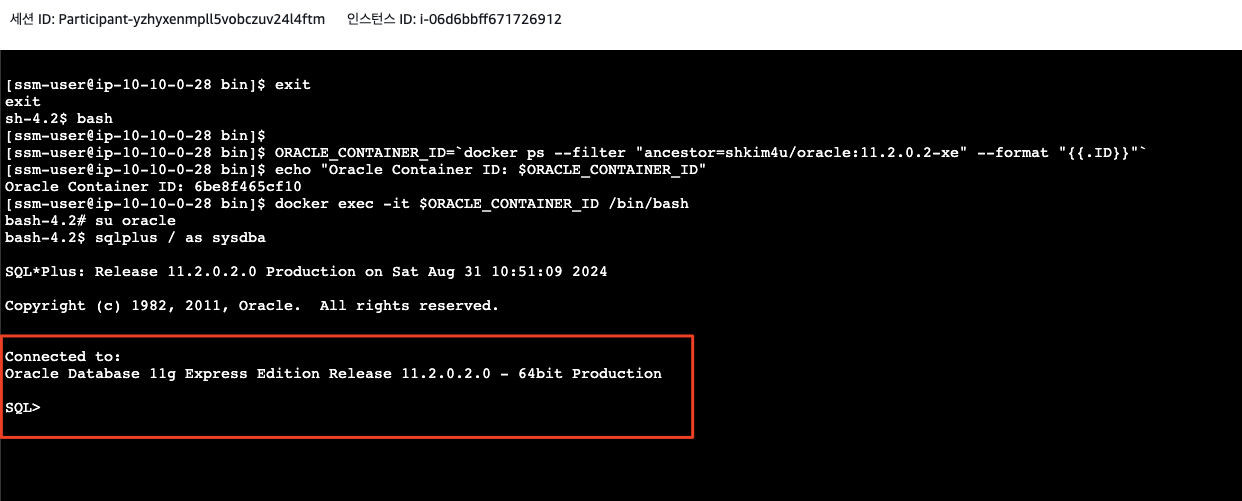 세션 ID: Participant-yzhyxenmpll5vobczuv24l4ftm 인스턴스 ID: i-06d6bbff671726912
[ssm-user@ip-10-10-0-28 bin]$ exit
exit
sh-4.2$ bash
[ssm-user@ip-10-10-0-28 bin]$
[ssm-user@ip-10-10-0-28 bin]$ ORACLE_CONTAINER_ID=`docker ps --filter "ancestor=shkim4u/oracle:11.2.0.2-xe" --format "{{.ID}}"`
[ssm-user@ip-10-10-0-28 bin]$ echo "Oracle Container ID: $ORACLE_CONTAINER_ID"
Oracle Container ID: 6be8f465cf10
[ssm-user@ip-10-10-0-28 bin]$ docker exec -it $ORACLE_CONTAINER_ID /bin/bash
bash-4.2# su oracle
bash-4.2$ sqlplus / as sysdba
SQL*Plus: Release 11.2.0.2.0 Production on Sat Aug 31 10:51:09 2024
Copyright (c) 1982, 2011, Oracle.  All rights reserved.
Connected to:
Oracle Database 11g Express Edition Release 11.2.0.2.0 - 64bit Production
SQL>